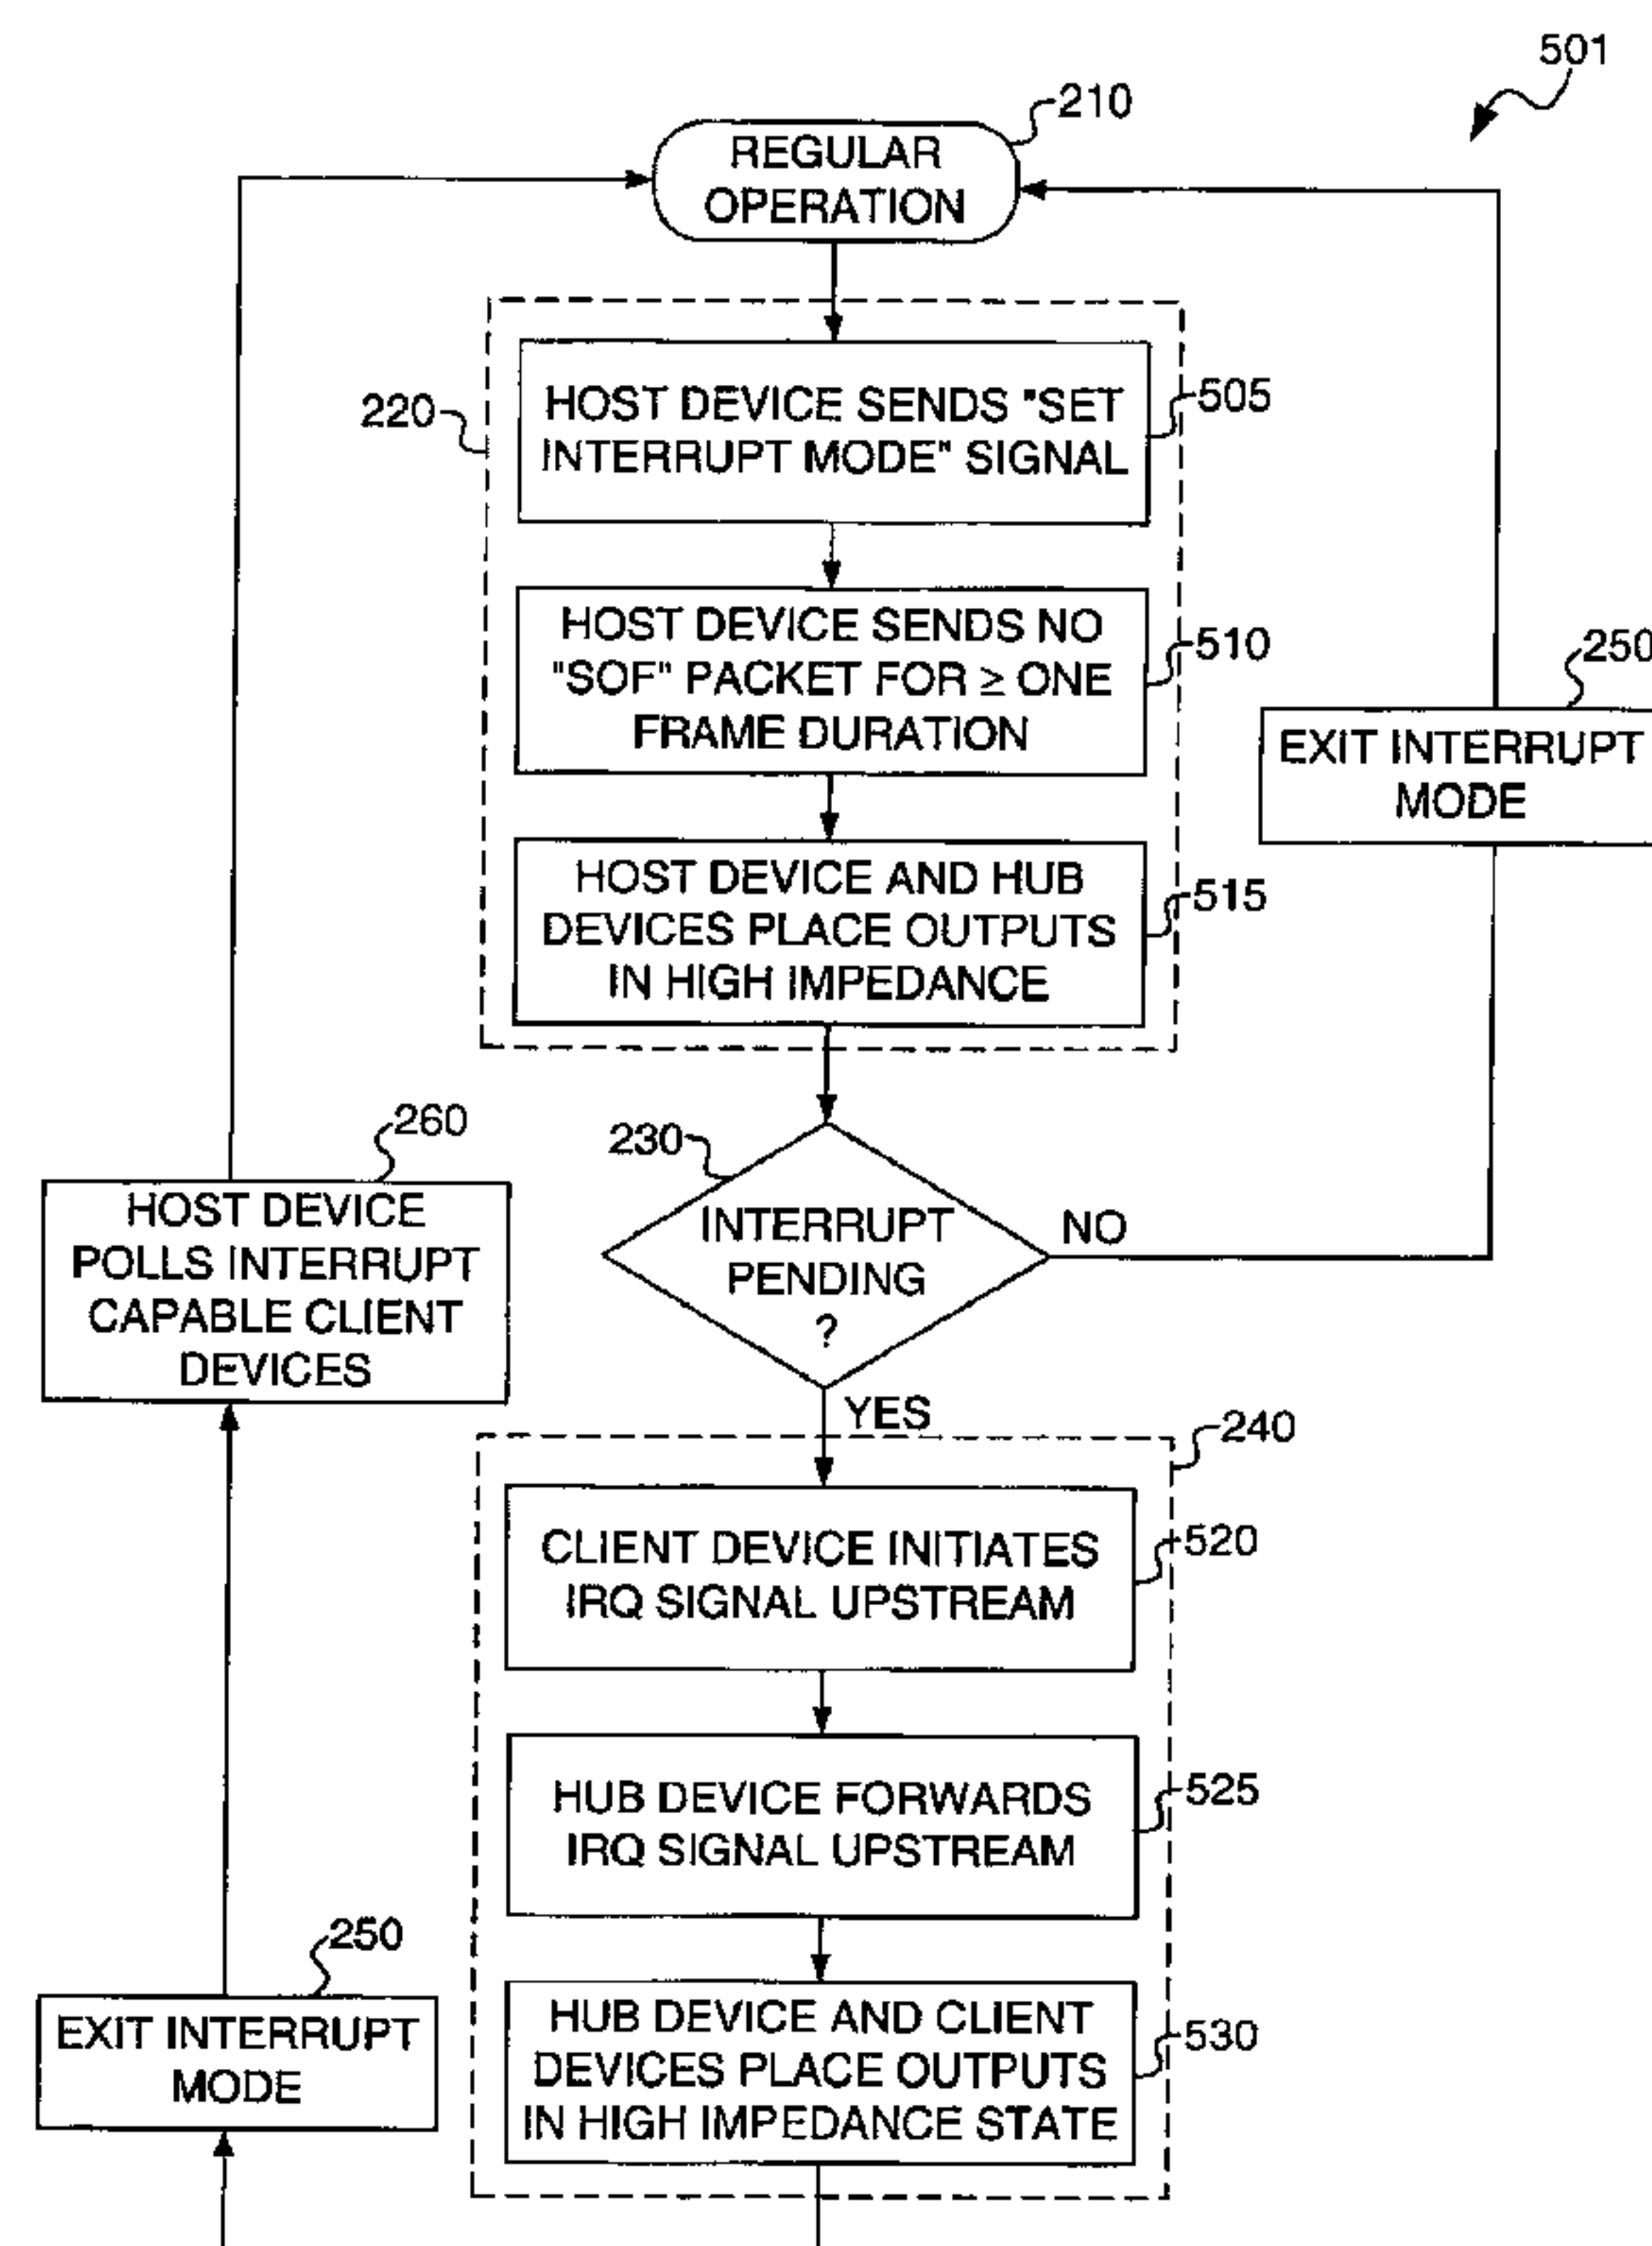 501
210
REGULAR
OPERATION
220
HOST DEVICE SENDS "SET
INTERRUPT MODE" SIGNAL
505
HOST DEVICE SENDS NO
"SOF" PACKET FOR ≥ ONE
FRAME DURATION
510
250
EXIT INTERRUPT
MODE
HOST DEVICE AND HUB
DEVICES PLACE OUTPUTS
IN HIGH IMPEDANCE
515
260
HOST DEVICE
POLLS INTERRUPT
CAPABLE CLIENT
DEVICES
230
INTERRUPT
PENDING
?
NO
YES
240
CLIENT DEVICE INITIATES
IRQ SIGNAL UPSTREAM
520
HUB DEVICE FORWARDS
IRQ SIGNAL UPSTREAM
525
250
EXIT INTERRUPT
MODE
HUB DEVICE AND CLIENT
DEVICES PLACE OUTPUTS
IN HIGH IMPEDANCE STATE
530